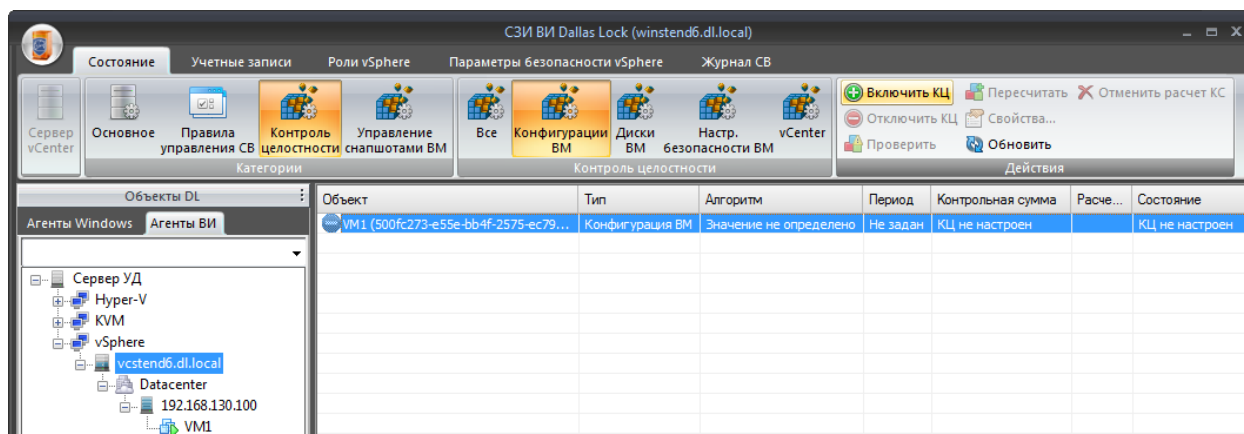 СЗИ ВИ Dallas Lock (winstend6.dl.local)
Состояние Учетные записи Роли vSphere Параметры безопасности vSphere Журнал СВ
Сервер vCenter
Основное
Правила управления СВ
Контроль целостности
Управление снапшотами ВМ
Категории
Все
Конфигурации ВМ
Диски ВМ
Настр. безопасности ВМ
vCenter
Контроль целостности
Включить КЦ Пересчитать Отменить расчет КС
Отключить КЦ Свойства...
Проверить Обновить
Действия
Объекты DL
Агенты Windows Агенты ВИ
Сервер УД
Hyper-V
KVM
vSphere
vcstend6.dl.local
Datacenter
192.168.130.100
VM1
Объект Тип Алгоритм Период Контрольная сумма Расче... Состояние
VM1 (500fc273-e55e-bb4f-2575-ec79... Конфигурация ВМ Значение не определено Не задан КЦ не настроен КЦ не настроен